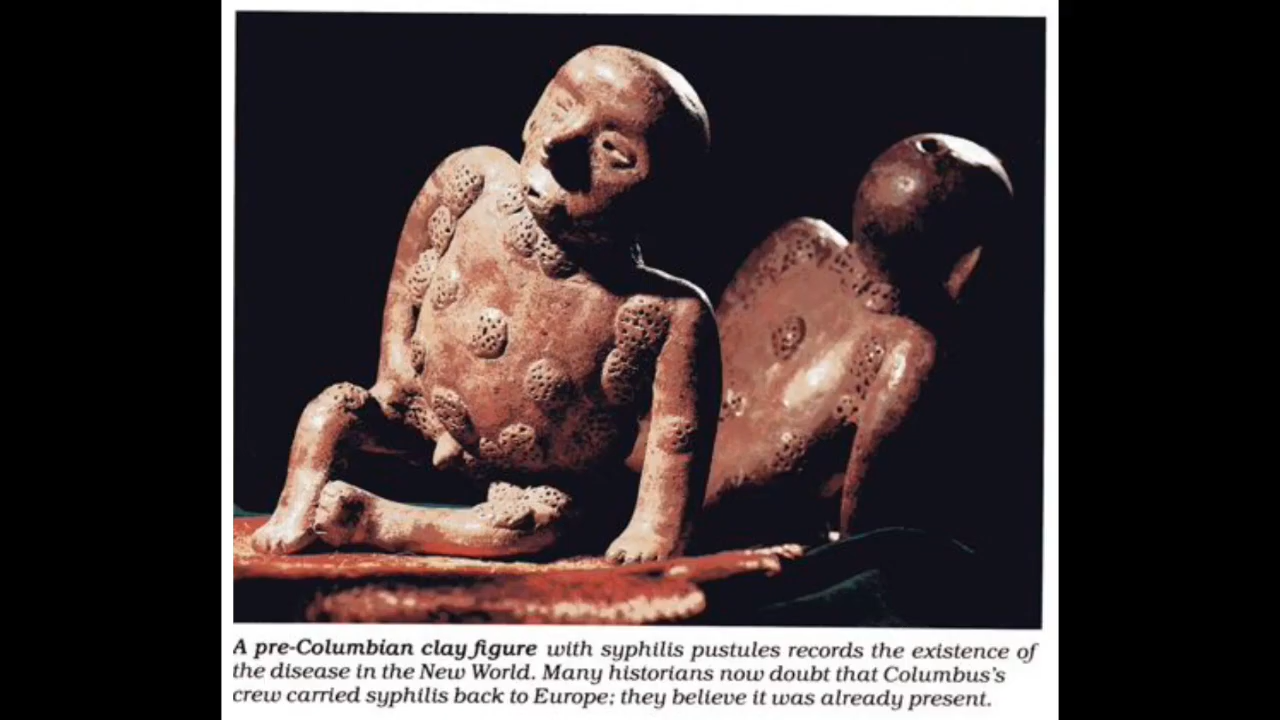 A pre-Columbian clay figure with syphilis pustules records the existence of
the disease in the New World. Many historians now doubt that Columbus's
crew carried syphilis back to Europe; they believe it was already present.